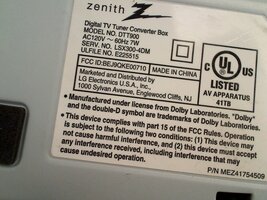 zenith
Digital TV Tuner Converter Box
MODEL NO. DTT900
AC120V ~ 60Hz 7W
SERV. NO. LSX300-4DM
ULFILE NO. E225515
FCC ID:BEJ9QKE00710
MADE IN CHINA
Marketed and Distributed by
LG Electronics U.S.A., Inc.
1000 Sylvan Avenue, Englewood Cliffs, NJ
C UL US
LISTED
AV APPARATUS
41TB
• Manufactured under license from Dolby Laboratories. "Dolby"
and the double-D symbol are trademarks of Dolby Laboratories.
• This device complies with part 15 of the FCC Rules. Operation
is subject to the following two conditions: (1) This device may
not cause harmful interference, and (2) this device must accept
any interference received, including interference that may
cause undesired operation.
P/N MEZ41754509